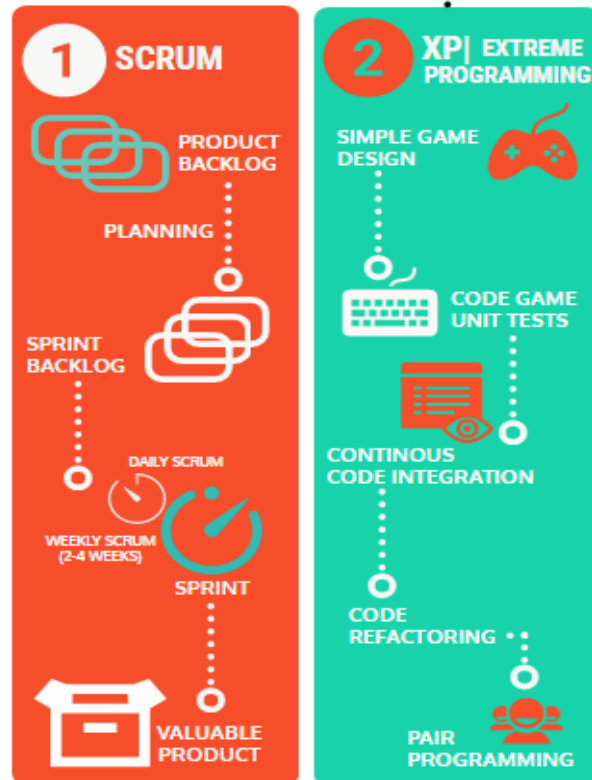 1
SCRUM
PRODUCT
BACKLOG
PLANNING
SPRINT
BACKLOG
DAILY SCRUM
WEEKLY SCRUM
(2-4 WEEKS)
SPRINT
VALUABLE
PRODUCT
2
XP| EXTREME
PROGRAMMING
SIMPLE GAME
DESIGN
CODE GAME
UNIT TESTS
CONTINOUS
CODE INTEGRATION
CODE
REFACTORING
PAIR
PROGRAMMING